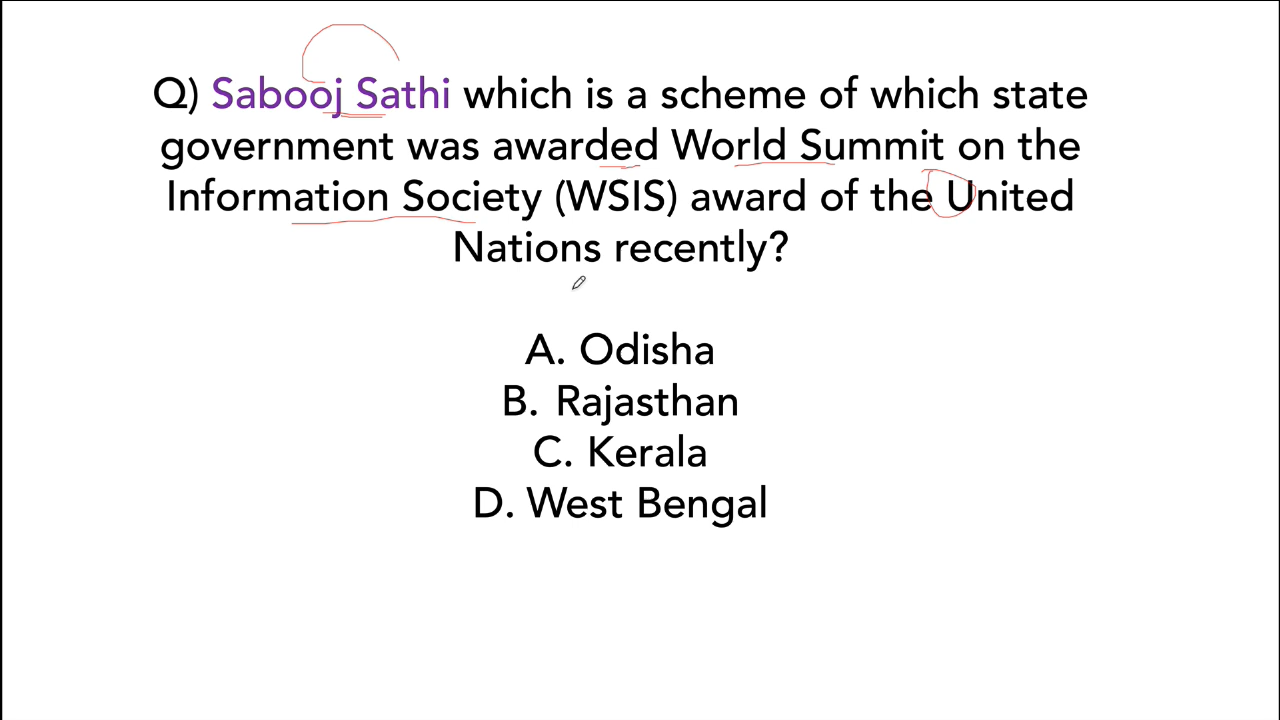 Q) Sabooj Sathi which is a scheme of which state
government was awarded World Summit on the
Information Society (WSIS) award of the United
Nations recently?
A. Odisha
B. Rajasthan
C. Kerala
D. West Bengal